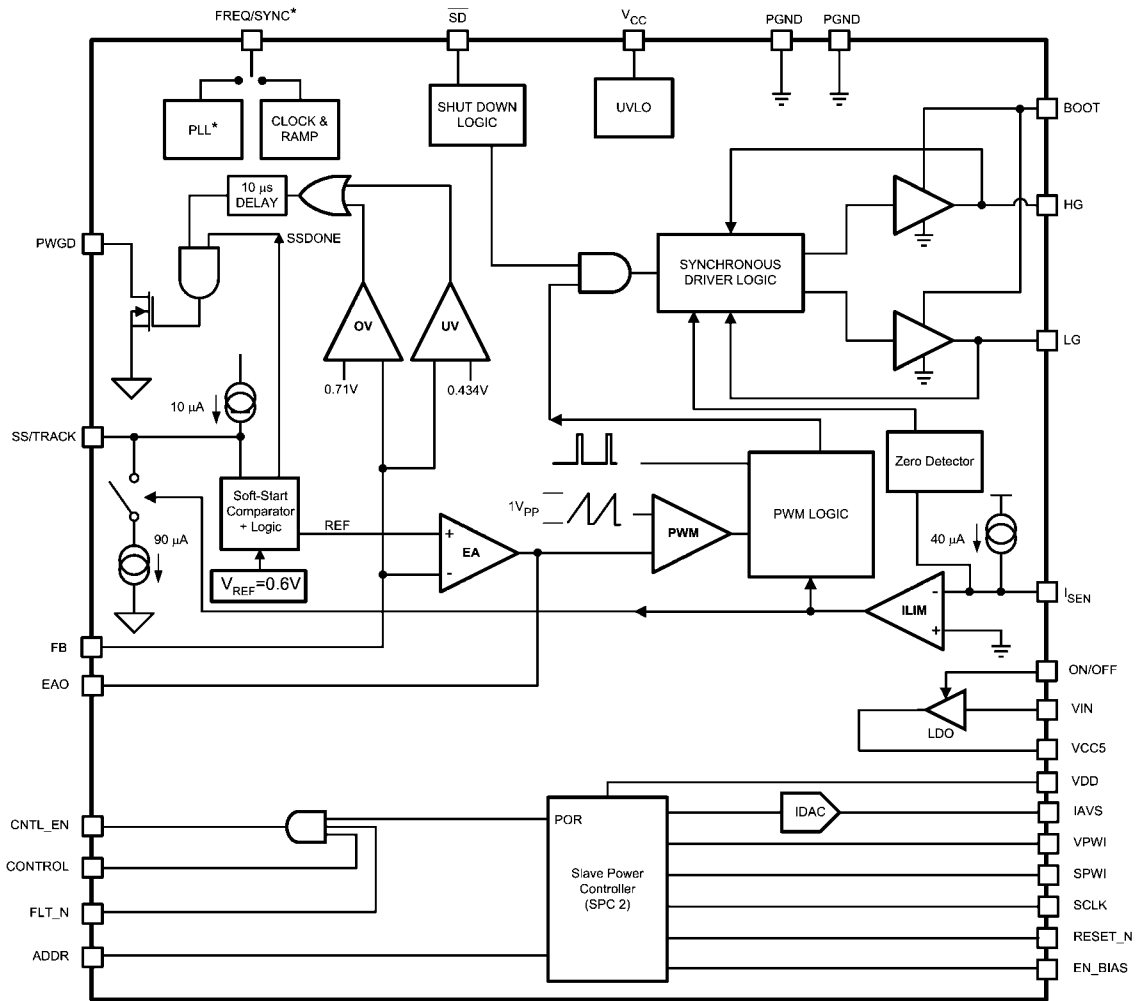 FREQ/SYNC*
SD
VCC
PGND
PGND
PLL*
CLOCK &
RAMP
SHUT DOWN
LOGIC
UVLO
BOOT
10 µs
DELAY
SSDONE
PWGD
HG
SYNCHRONOUS
DRIVER LOGIC
OV
UV
0.71V
0.434V
LG
10 µA
SS/TRACK
Zero Detector
Soft-Start
Comparator
+ Logic
REF
1VPP
PWM
PWM LOGIC
+
EA
-
90 µA
40 µA
VREF=0.6V
ISEN
-
ILIM
+
FB
EAO
ON/OFF
VIN
LDO
VCC5
VDD
IDAC
IAVS
CNTL_EN
POR
VPWI
CONTROL
Slave Power
Controller
(SPC 2)
SPWI
FLT_N
SCLK
RESET_N
ADDR
EN_BIAS